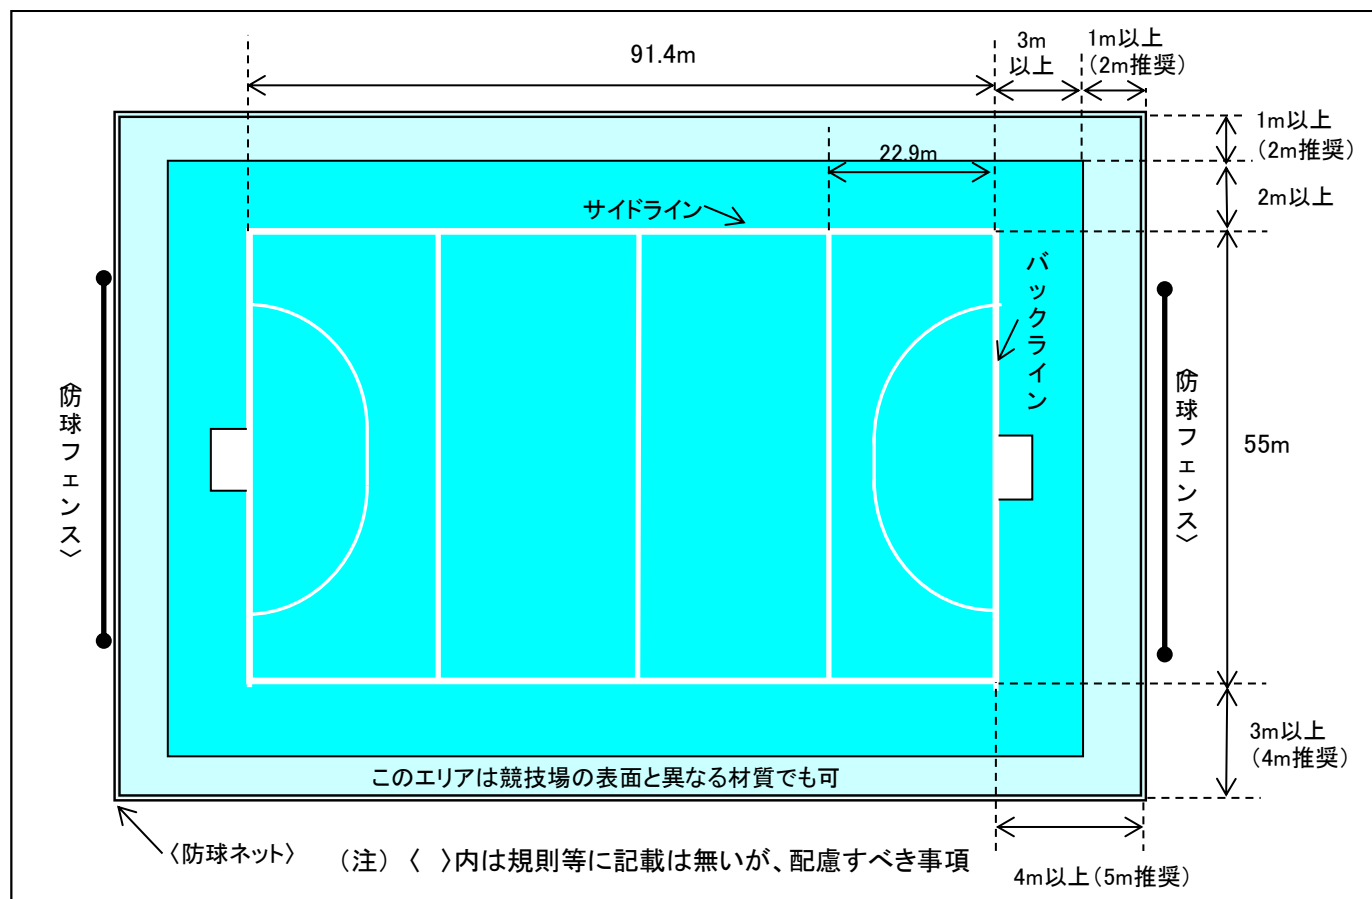 91.4m
3m
以上
1m以上
(2m推奨)
1m以上
(2m推奨)
22.9m
2m以上
サイドライン
バックライン
〈防球フェンス〉
〈防球フェンス〉
55m
3m以上
(4m推奨)
このエリアは競技場の表面と異なる材質でも可
〈防球ネット〉
(注) 〈 〉内は規則等に記載は無いが、配慮すべき事項
4m以上(5m推奨)